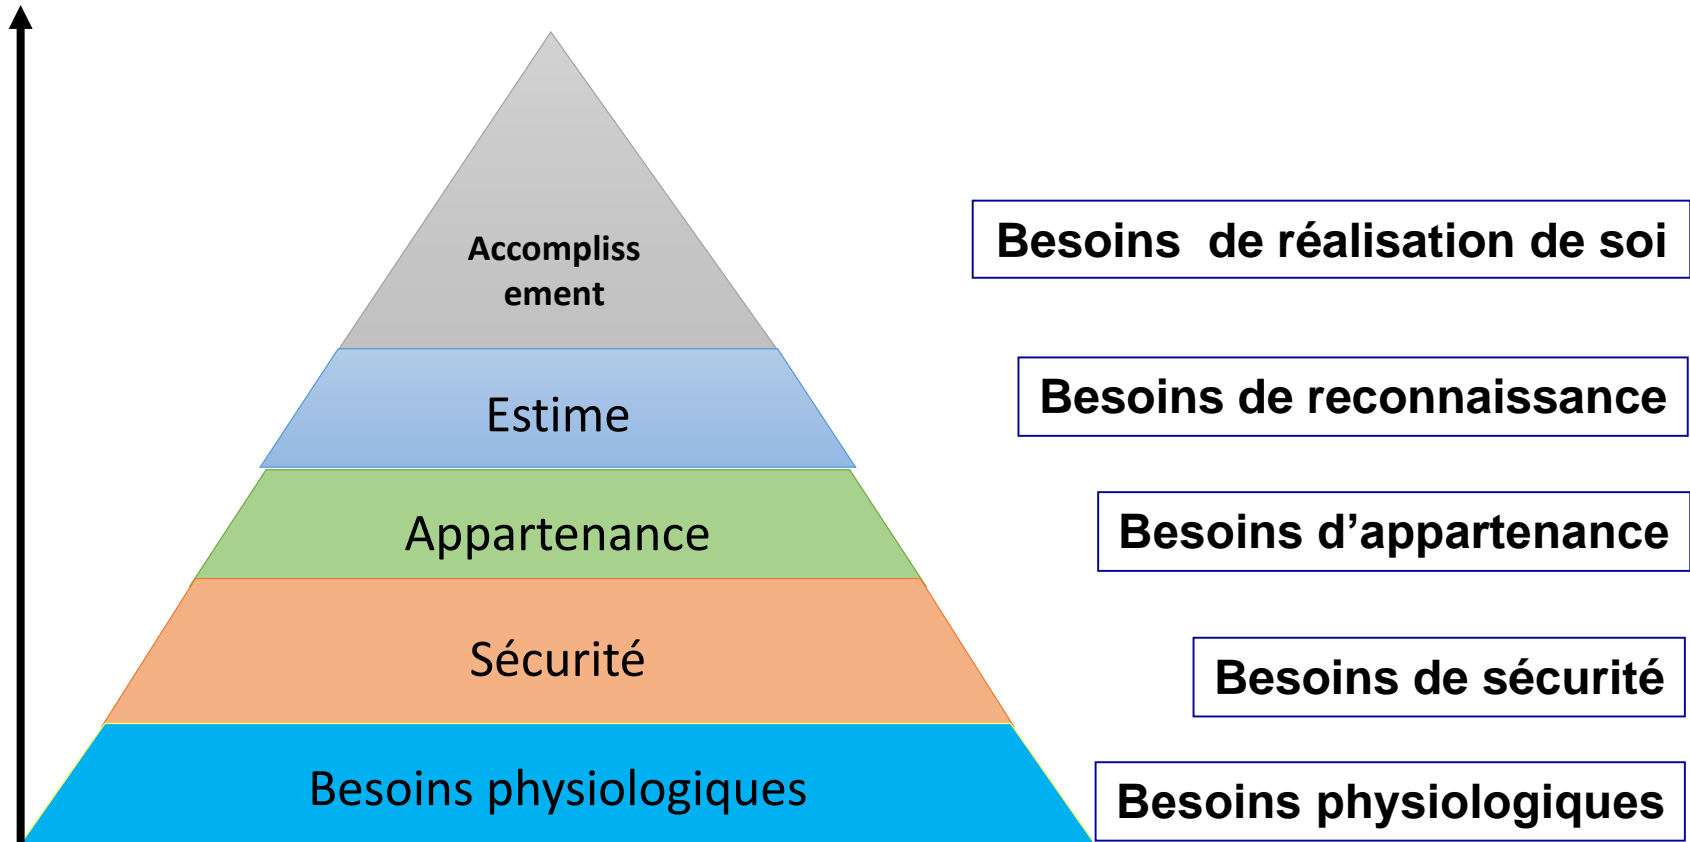 Accompliss
ement
Besoins de réalisation de soi
Estime
Besoins de reconnaissance
Appartenance
Besoins d’appartenance
Sécurité
Besoins de sécurité
Besoins physiologiques
Besoins physiologiques